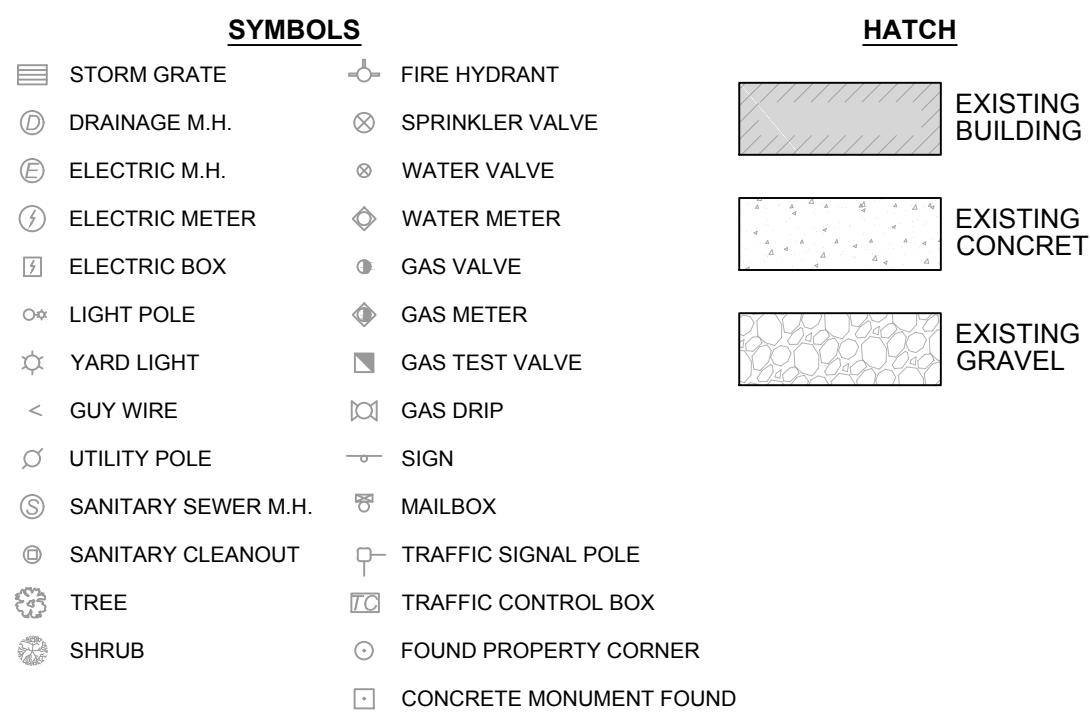 SYMBOLS
STORM GRATE
D DRAINAGE M.H.
E ELECTRIC M.H.
ELECTRIC METER
ELECTRIC BOX
LIGHT POLE
YARD LIGHT
< GUY WIRE
UTILITY POLE
S SANITARY SEWER M.H.
SANITARY CLEANOUT
TREE
SHRUB
FIRE HYDRANT
SPRINKLER VALVE
WATER VALVE
WATER METER
GAS VALVE
GAS METER
GAS TEST VALVE
GAS DRIP
SIGN
MAILBOX
TRAFFIC SIGNAL POLE
TC TRAFFIC CONTROL BOX
FOUND PROPERTY CORNER
CONCRETE MONUMENT FOUND
HATCH
EXISTING
BUILDING
EXISTING
CONCRET
EXISTING
GRAVEL